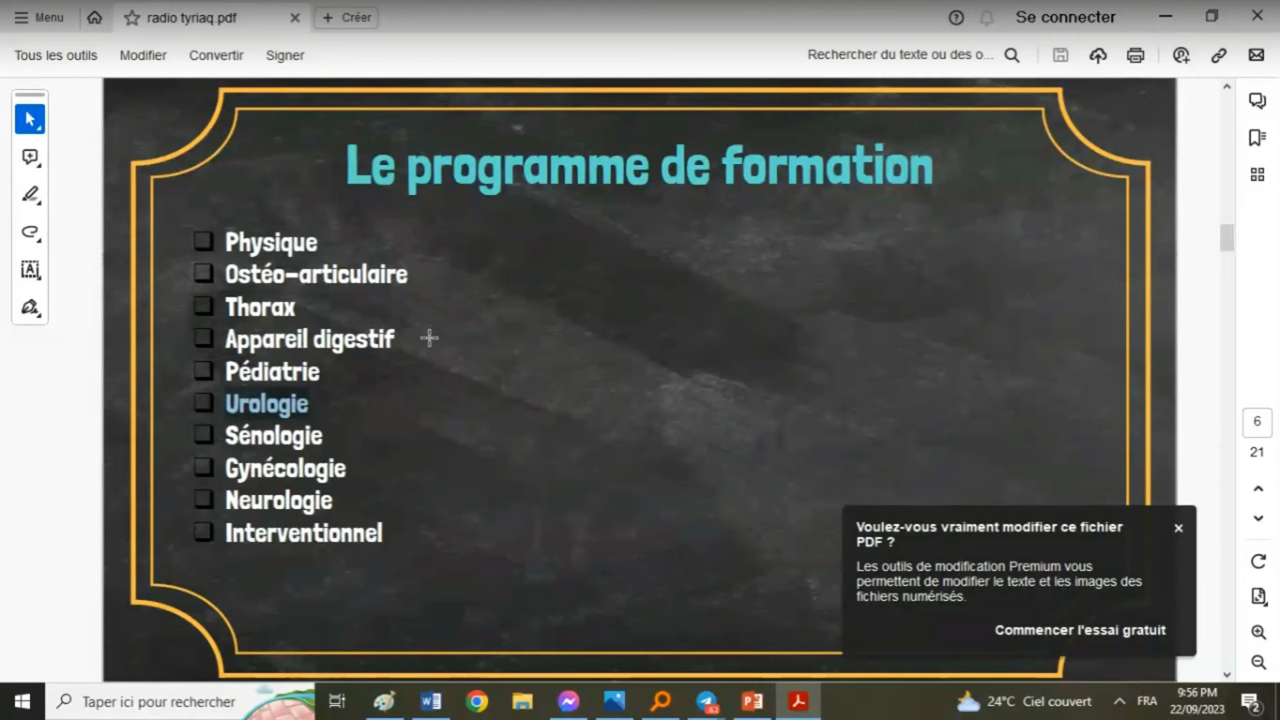 Menu
radio tyriaq.pdf
Créer
Se connecter
Tous les outils
Modifier
Convertir
Signer
Rechercher du texte ou des o...
Le programme de formation
Physique
Ostéo-articulaire
Thorax
Appareil digestif
Pédiatrie
Urologie
Sénologie
Gynécologie
Neurologie
Interventionnel
6
21
Voulez-vous vraiment modifier ce fichier
PDF ?
Les outils de modification Premium vous
permettent de modifier le texte et les images des
fichiers numérisés.
Commencer l'essai gratuit
Taper ici pour rechercher
24°C Ciel couvert
FRA
9:56 PM
22/09/2023
2